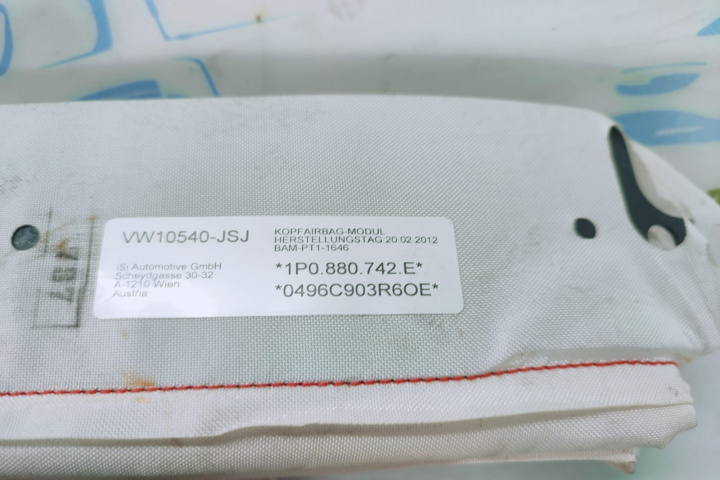 VW10540-JSJ
KOPFAIRBAG-MODUL
HERSTELLUNGSTAG 20.02.2012
BAM-PT1-1646
iSi Automotive GmbH
Scheydgasse 30-32
A-1210 Wien
Austria
*1P0.880.742.E*
*0496C903R6OE*